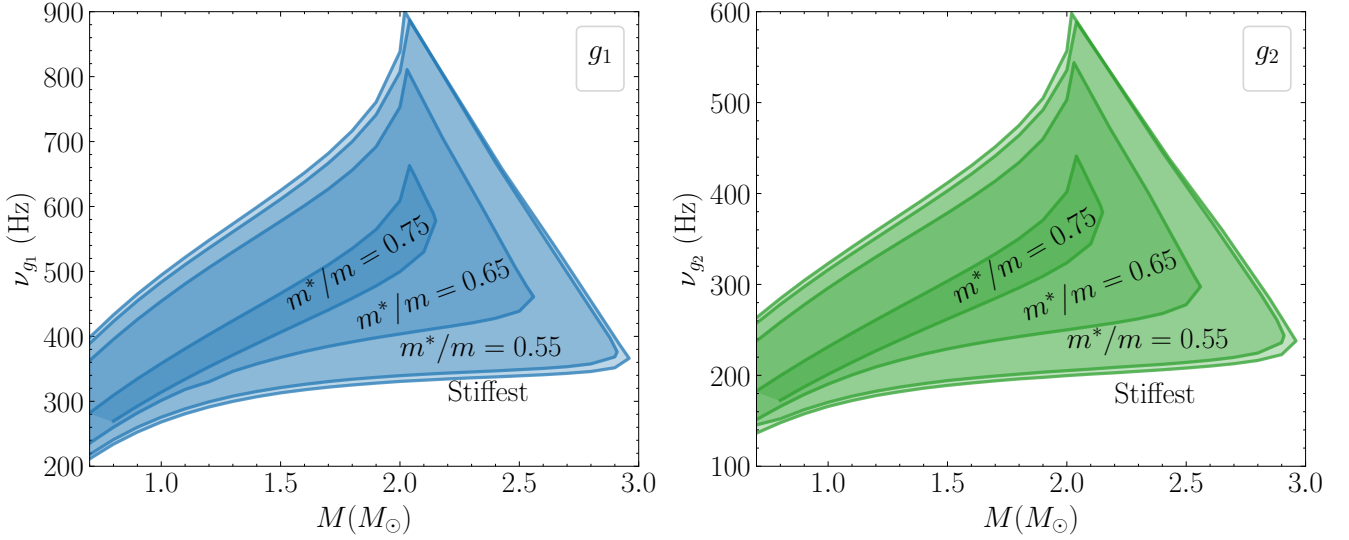 900
800
700
600
500
400
300
200
ν_{g_1} (Hz)
g_1
m*/m = 0.75
m*/m = 0.65
m*/m = 0.55
Stiffest
1.0 1.5 2.0 2.5 3.0
M(M_⊙)
600
500
400
300
200
100
ν_{g_2} (Hz)
g_2
m*/m = 0.75
m*/m = 0.65
m*/m = 0.55
Stiffest
1.0 1.5 2.0 2.5 3.0
M(M_⊙)